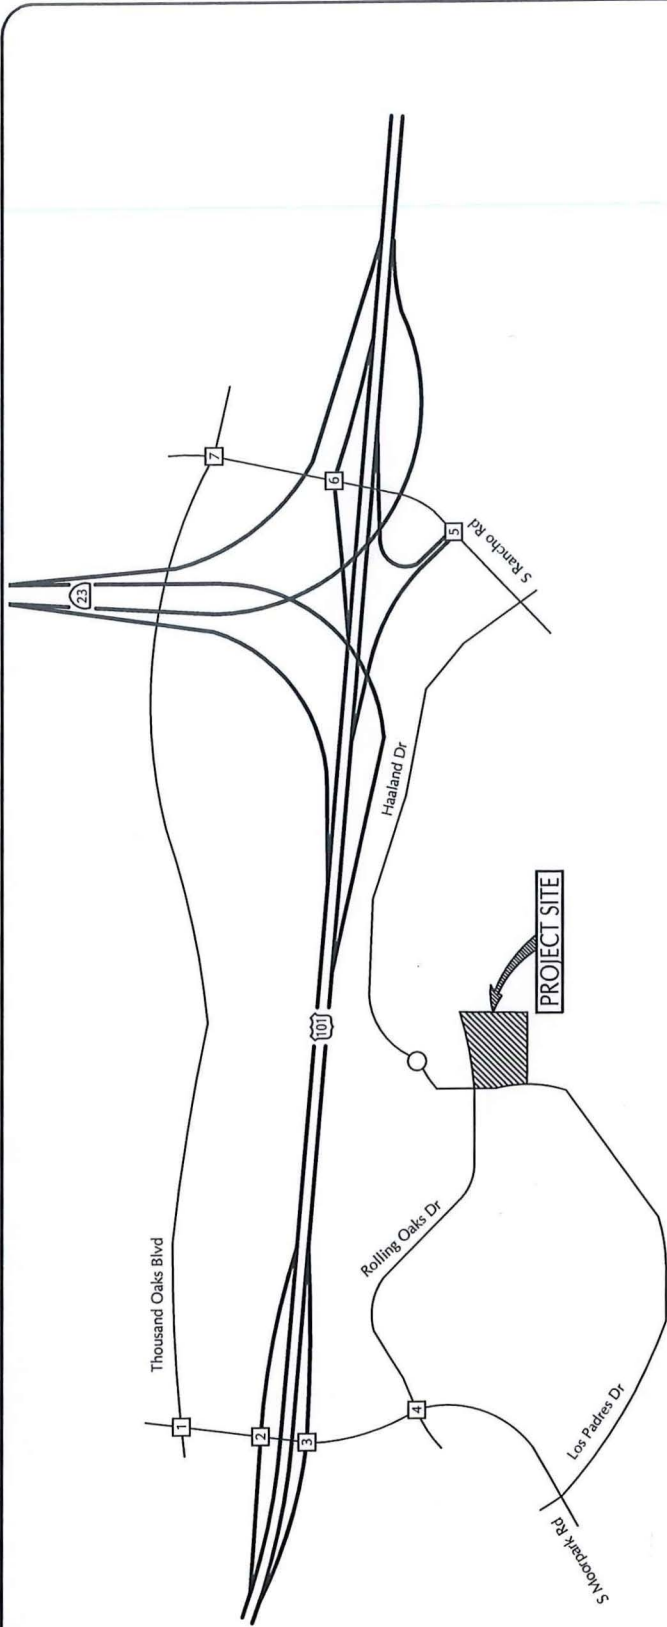 Thousand Oaks Blvd
1
2
3
4
5
6
7
101
23
Rolling Oaks Dr
Los Padres Dr
S Moorpark Rd
Haaland Dr
S Rancho Rd
PROJECT SITE